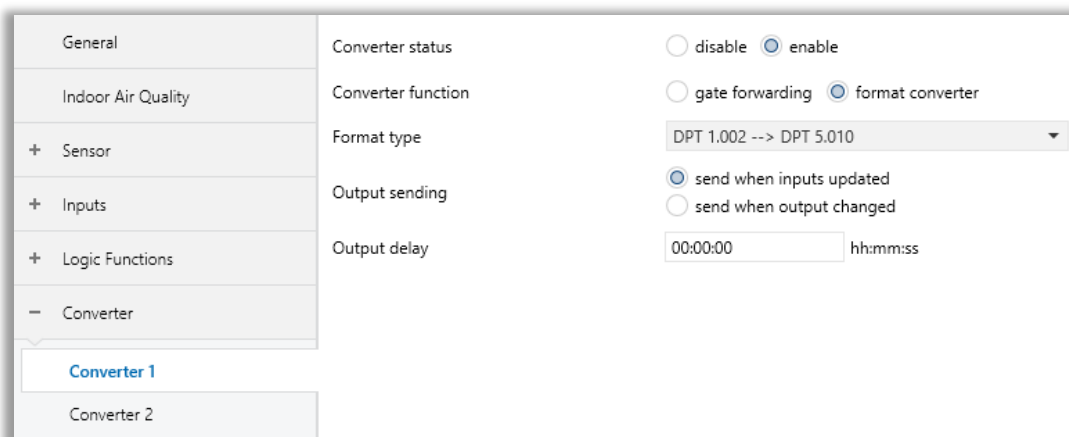 General
Indoor Air Quality
+ Sensor
+ Inputs
+ Logic Functions
− Converter
Converter 1
Converter 2
Converter status disable enable
Converter function gate forwarding format converter
Format type DPT 1.002 --> DPT 5.010
Output sending send when inputs updated
send when output changed
Output delay 00:00:00 hh:mm:ss